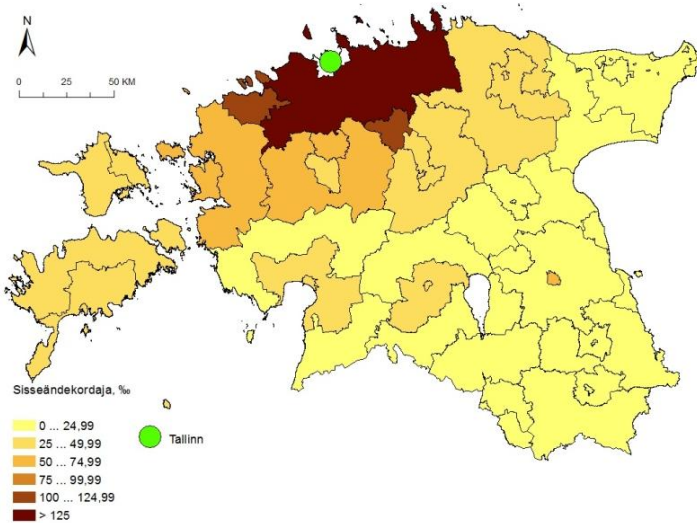 N
0 25 50 KM
Sisseändekordaja, ‰
0 ... 24,99
25 ... 49,99
50 ... 74,99
75 ... 99,99
100 ... 124,99
> 125
Tallinn